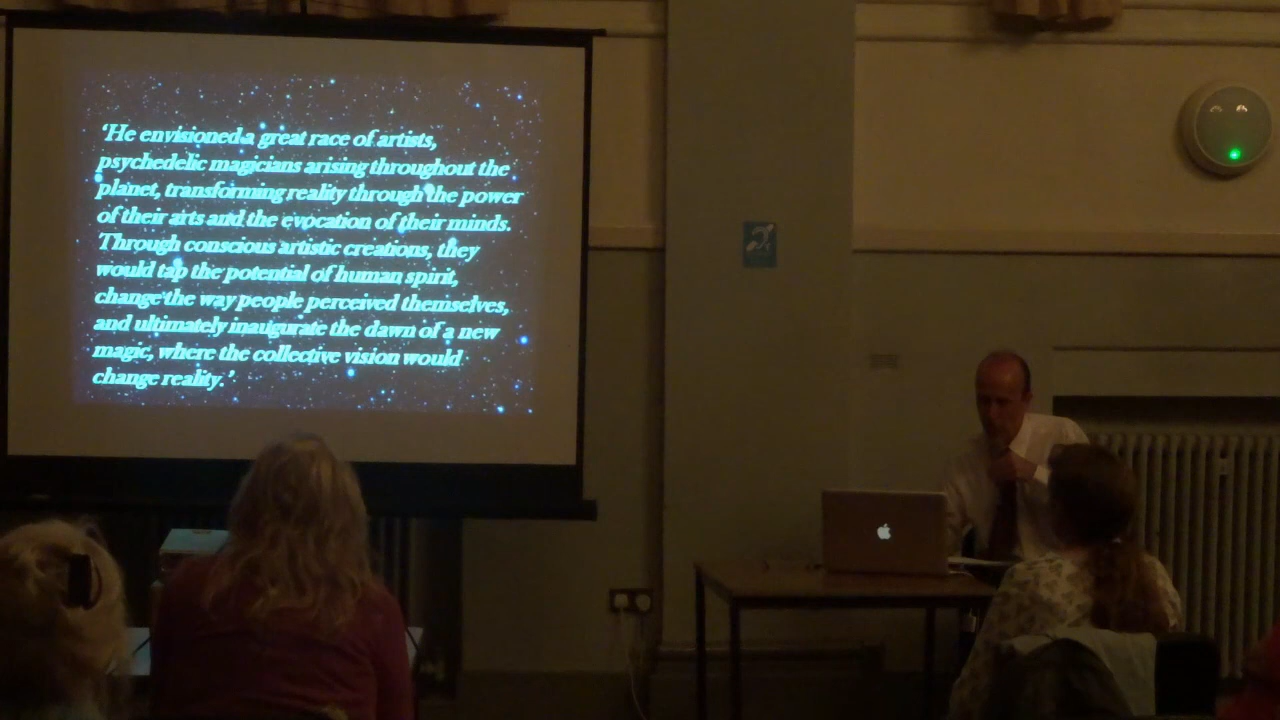 ‘He envisioned a great race of artists,
psychedelic magicians arising throughout the
planet, transforming reality through the power
of their arts and the evocation of their minds.
Through conscious artistic creations, they
would tap the potential of human spirit,
change the way people perceived themselves,
and ultimately inaugurate the dawn of a new
magic, where the collective vision would
change reality.’